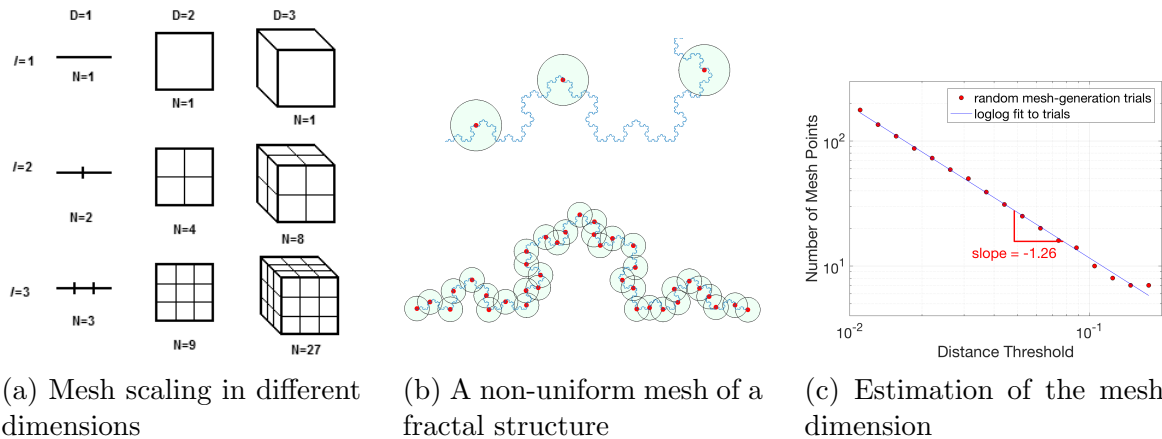 D=1 D=2 D=3
l=1
N=1
N=1
N=1
l=2
N=2
N=4
N=8
l=3
N=3
N=9
N=27
(a) Mesh scaling in different
dimensions
(b) A non-uniform mesh of a
fractal structure
random mesh-generation trials
loglog fit to trials
Number of Mesh Points
10^2
10^1
slope = -1.26
10^-2 10^-1
Distance Threshold
(c) Estimation of the mesh
dimension